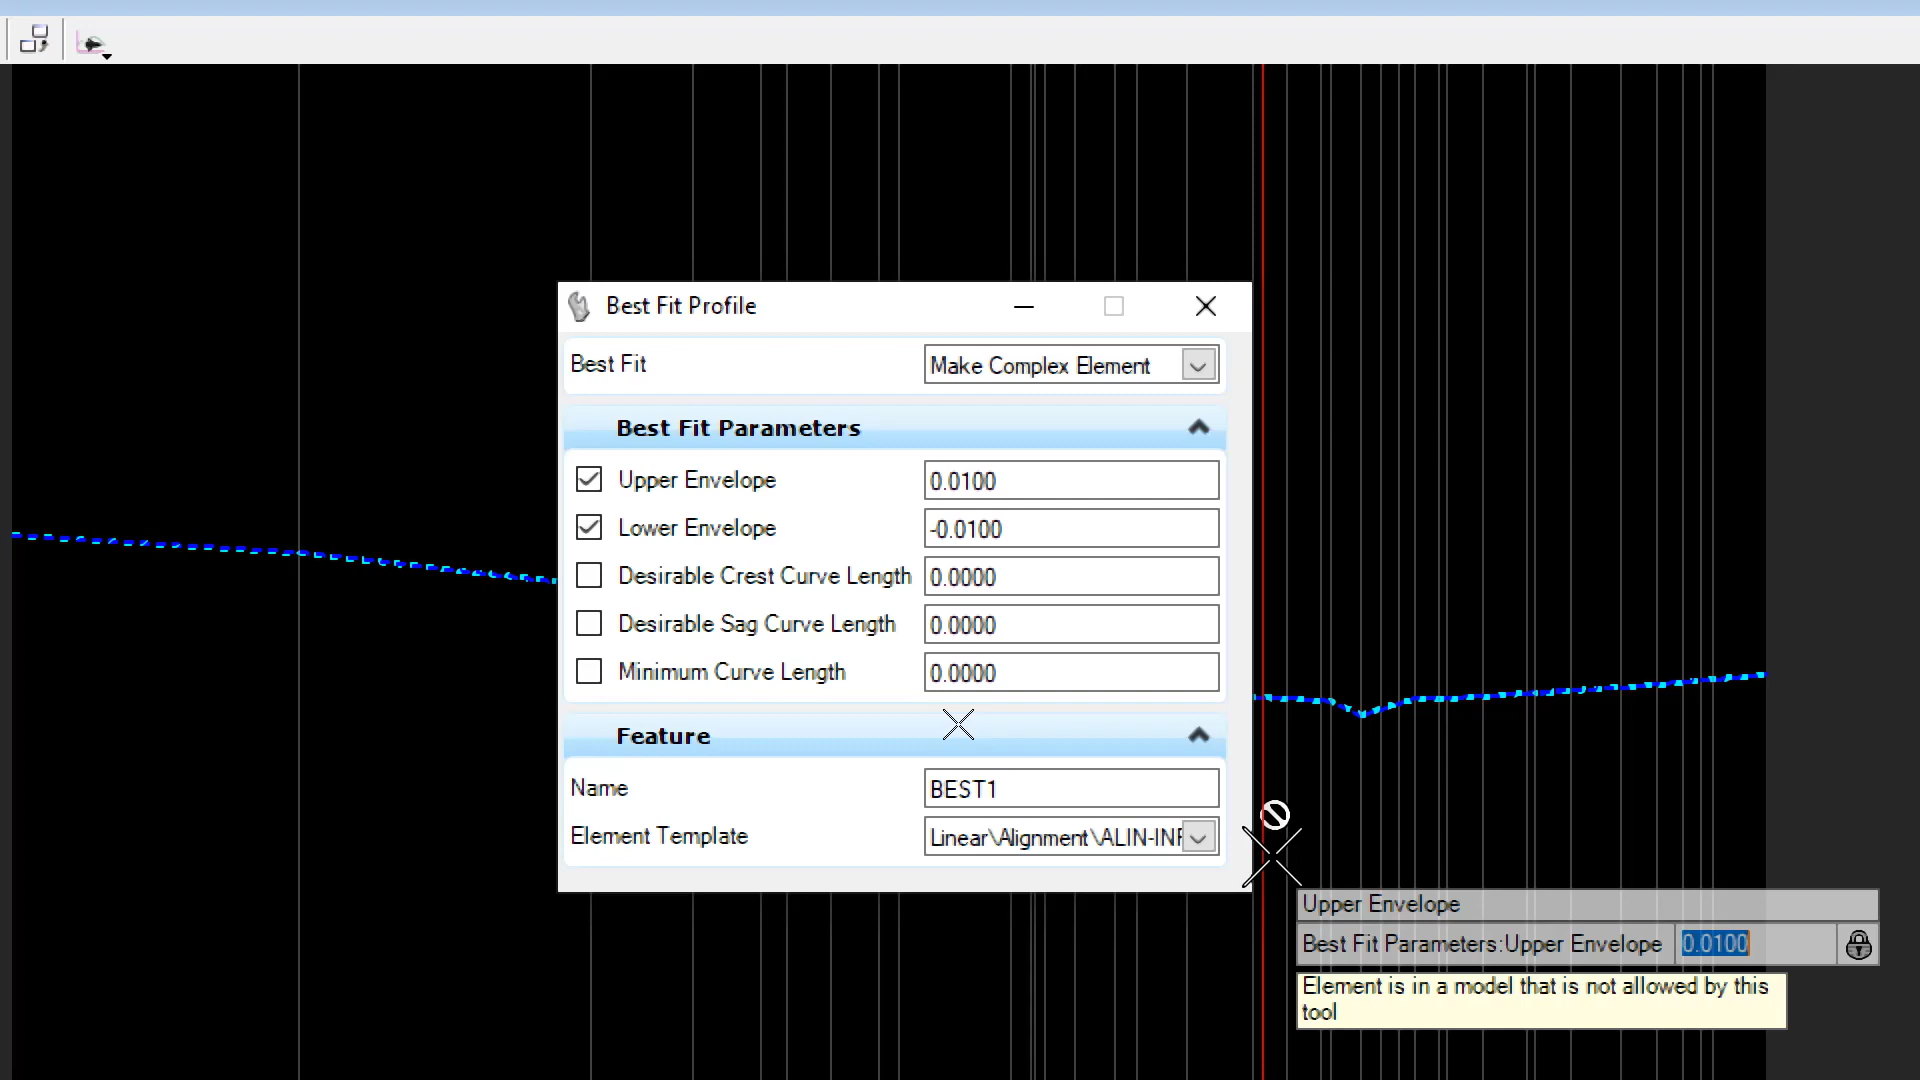 Best Fit Profile
Best Fit
Make Complex Element
Best Fit Parameters
Upper Envelope
0.0100
Lower Envelope
-0.0100
Desirable Crest Curve Length
0.0000
Desirable Sag Curve Length
0.0000
Minimum Curve Length
0.0000
Feature
Name
BEST1
Element Template
Linear\Alignment\ALIN-INF
Upper Envelope
Best Fit Parameters:Upper Envelope
0.0100
Element is in a model that is not allowed by this
tool